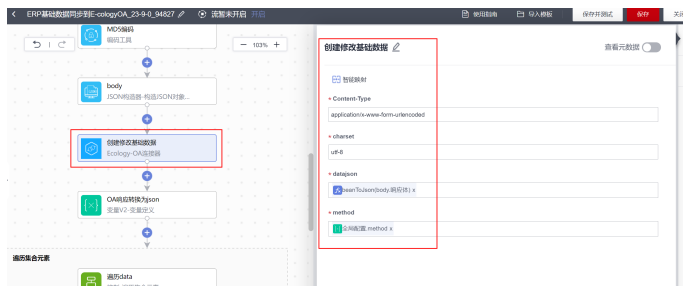 ERP基础数据同步到E-cologyOA_23-9-0_94827
流暂未开启 开启
使用指南
导入模板
保存并测试
保存
关闭
MD5编码
编码工具
103%
body
JSON构造器-构造JSON对象...
创建修改基础数据
Ecology-OA连接器
OA响应转换为json
变量V2-变量定义
遍历集合元素
遍历data
创建修改基础数据
查看元数据
智能映射
* Content-Type
application/x-www-form-urlencoded
* charset
utf-8
* datajson
beanToJson(body.响应体) x
* method
全局配置.method x